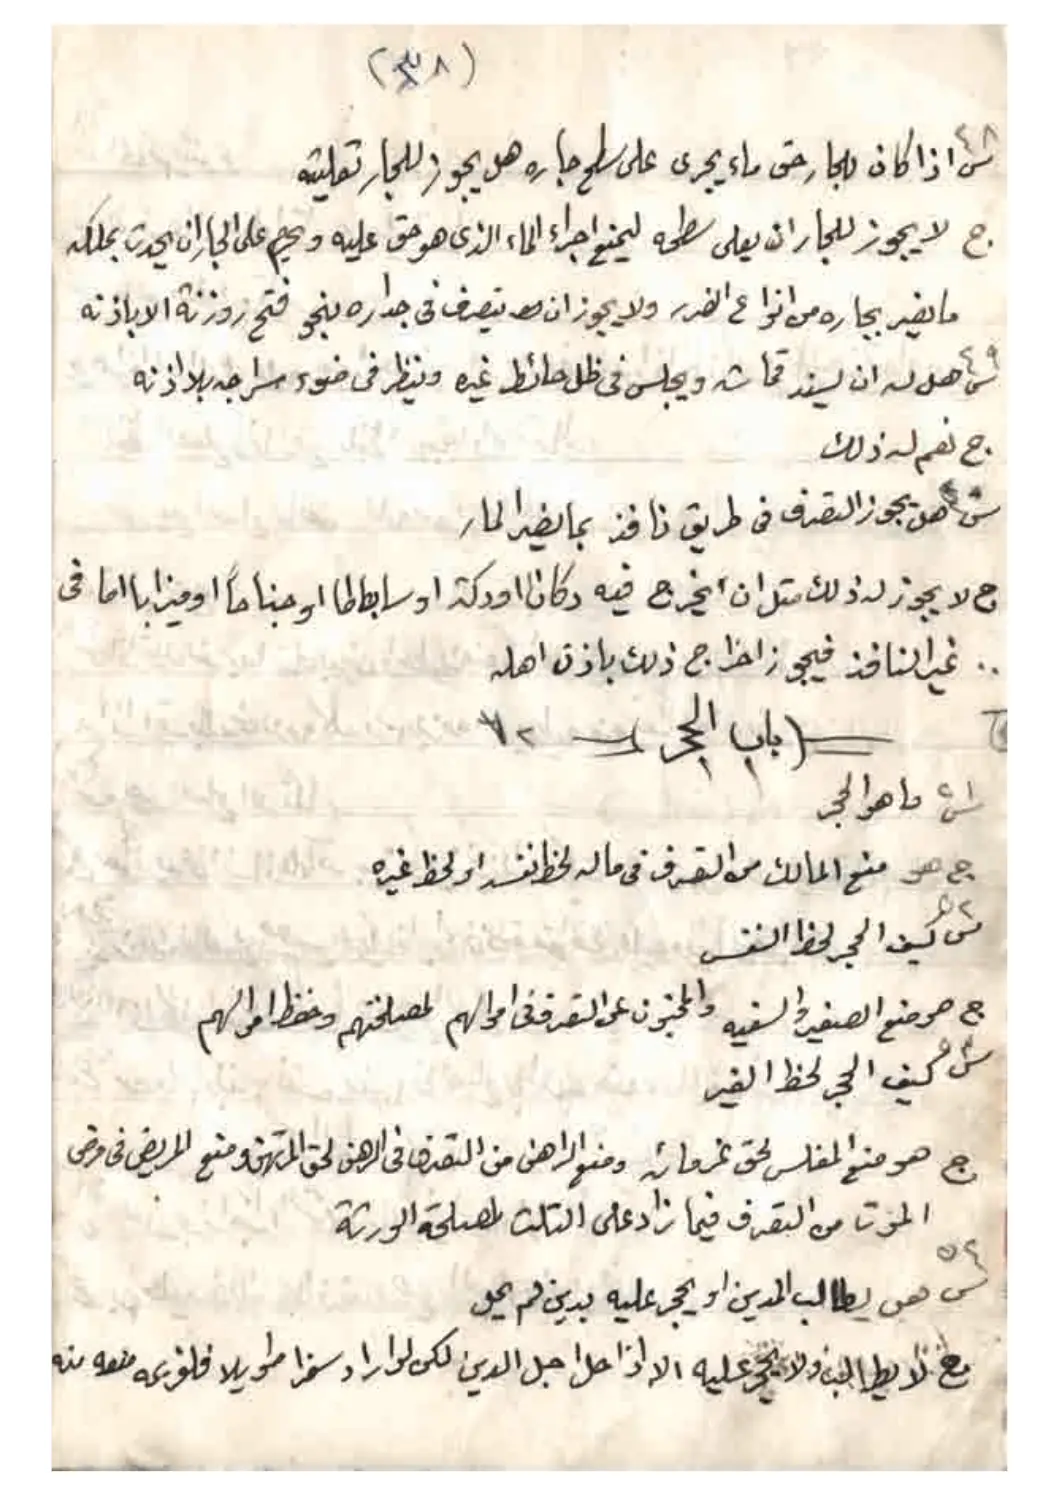 (٣٨)
س٤٨ اذا كان للجار حق ماء يجرى على سطح جاره هل يجوز للجار تعليته
ج لا يجوز للجار ان يعلى سطحه ليمنع اجراء الماء الذى هو حق عليه ويحرم على الجار ان يحدث بملكه
ما يضر بجاره من انواع الضرر ولا يجوز ان يتصرف فى جداره بنحو فتح روزنة الا باذنه
س٤٩ هل له ان يسند قماشه ويجلس فى ظل حائط غيره وينظر فى ضوء سراجه بلا اذنه
ج نعم له ذلك
س هل يجوز التصرف فى طريق نافذ بما يضر المار
ج لا يجوز له ذلك مثل ان يخرج فيه دكانا او دكة او ساباطا او جناحاً او ميزابا اما فى
غير النافذ فيجوز اخراج ذلك باذن اهله
(باب الحجر)
س٥١ ما هو الحجر
ج هو منع المالك من التصرف فى ماله لحظ نفسه او لحظ غيره
س٥٢ كيف الحجر لحظ النفس
ج هو منع الصغير والسفيه والمجنون عن التصرف فى اموالهم لمصلحتهم وحفظ اموالهم
س٥٣ كيف الحجر لحظ الغير
ج هو منع المفلس لحق غرمائه ومنع الراهن من التصرف فى الرهن لحق المرتهن ومنع المريض فى مرض
الموت من التصرف فيما زاد على الثلث لمصلحة الورثة
س٥٤ هل يطالب المدين او يحجر عليه بدين لم يحل
ج لا يطالب ولا يحجر عليه الا اذا حل اجل الدين لكن لو اراد سفرا طويلا فلغريمه منعه منه